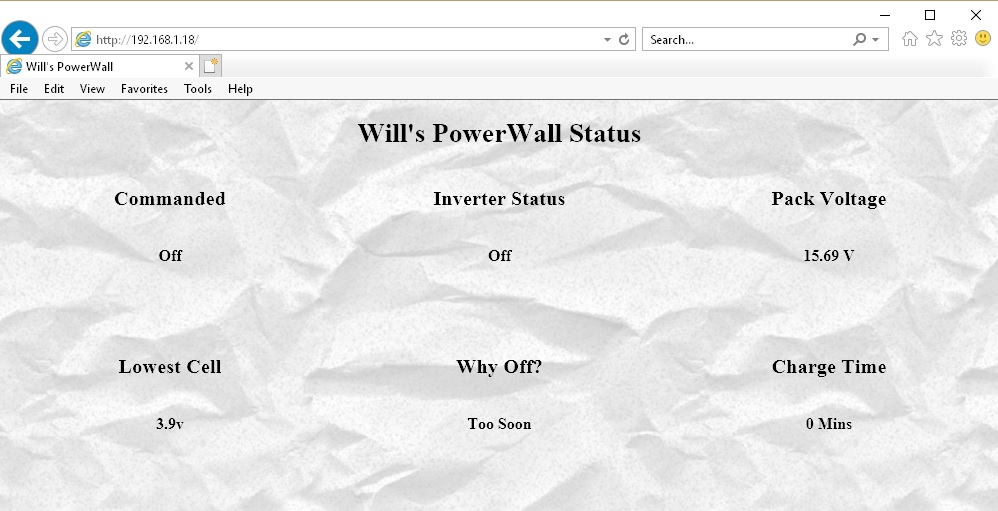 http://192.168.1.18/
Search...
Will's PowerWall
File Edit View Favorites Tools Help
Will's PowerWall Status
Commanded Inverter Status Pack Voltage
Off Off 15.69 V
Lowest Cell Why Off? Charge Time
3.9v Too Soon 0 Mins